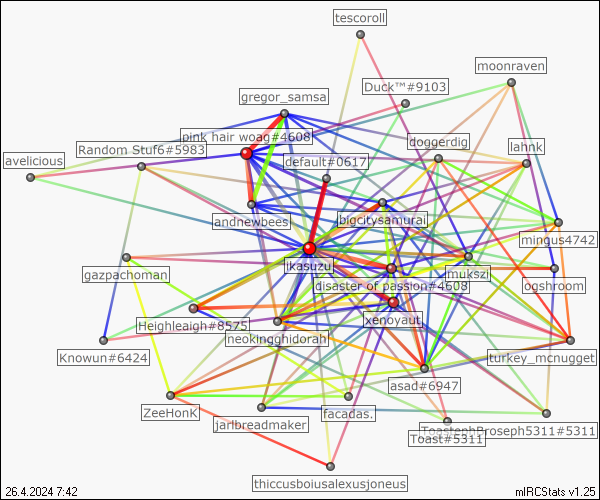 tescoroll
moonraven
Duck™#9103
gregor_samsa
pink hair woag#4608
doggerdig
lahnk
Random Stuf6#5983
avelicious
default#0617
andnewbees
bigcitysamurai
mingus4742
ikasuzu
mukszi
gazpachoman
disaster of passion#4608
ogshroom
xenoyaut
Heighleaigh#8575
neokingghidorah
Knowun#6424
turkey_mcnugget
asad#6947
ZeeHonK
facadas.
jarlbreadmaker
ToastephBroseph5311#5311
Toast#5311
thiccusboiusalexusjoneus
26.4.2024 7:42
mIRCStats v1.25